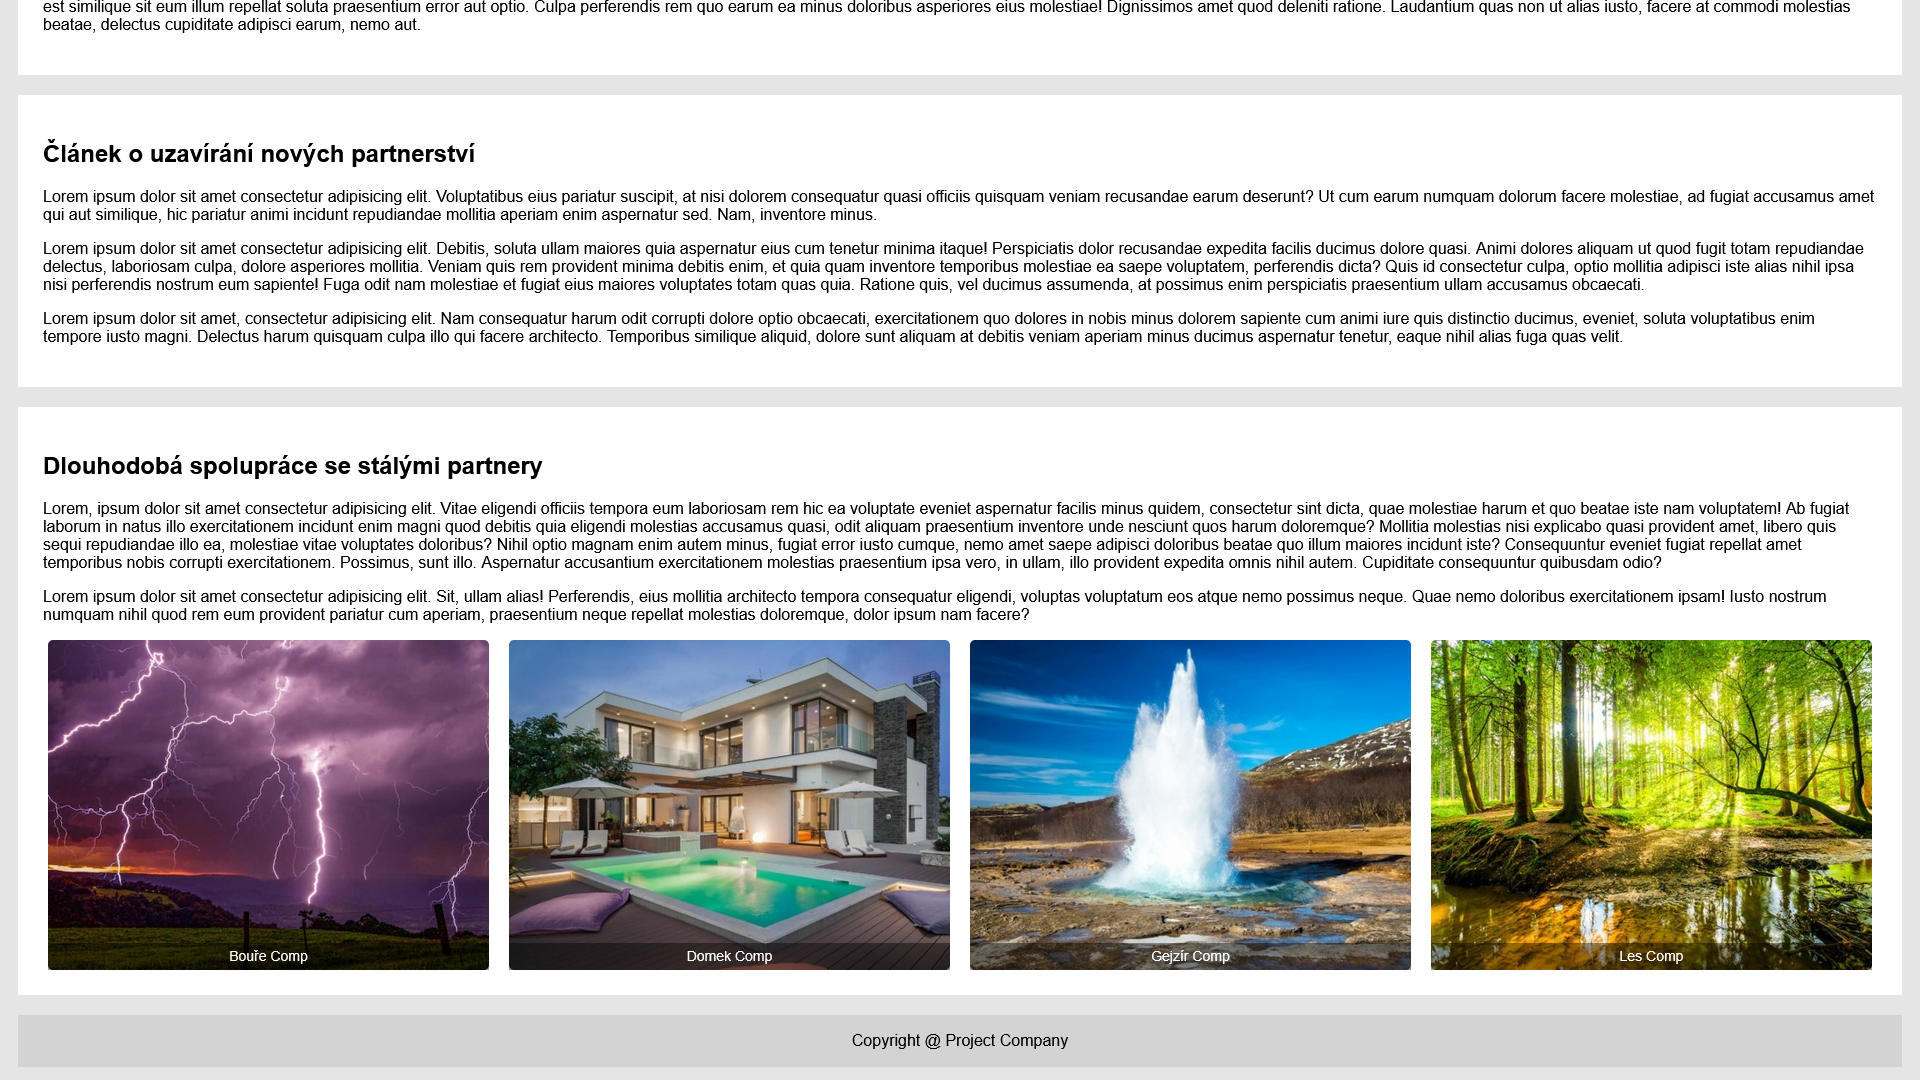 est similique sit eum illum repellat soluta praesentium error aut optio. Culpa perferendis rem quo earum ea minus doloribus asperiores eius molestiae! Dignissimos amet quod deleniti ratione. Laudantium quas non ut alias iusto, facere at commodi molestias
beatae, delectus cupiditate adipisci earum, nemo aut.
Článek o uzavírání nových partnerství
Lorem ipsum dolor sit amet consectetur adipisicing elit. Voluptatibus eius pariatur suscipit, at nisi dolorem consequatur quasi officiis quisquam veniam recusandae earum deserunt? Ut cum earum numquam dolorum facere molestiae, ad fugiat accusamus amet
qui aut similique, hic pariatur animi incidunt repudiandae mollitia aperiam enim aspernatur sed. Nam, inventore minus.
Lorem ipsum dolor sit amet consectetur adipisicing elit. Debitis, soluta ullam maiores quia aspernatur eius cum tenetur minima itaque! Perspiciatis dolor recusandae expedita facilis ducimus dolore quasi. Animi dolores aliquam ut quod fugit totam repudiandae
delectus, laboriosam culpa, dolore asperiores mollitia. Veniam quis rem provident minima debitis enim, et quia quam inventore temporibus molestiae ea saepe voluptatem, perferendis dicta? Quis id consectetur culpa, optio mollitia adipisci iste alias nihil ipsa
nisi perferendis nostrum eum sapiente! Fuga odit nam molestiae et fugiat eius maiores voluptates totam quas quia. Ratione quis, vel ducimus assumenda, at possimus enim perspiciatis praesentium ullam accusamus obcaecati.
Lorem ipsum dolor sit amet, consectetur adipisicing elit. Nam consequatur harum odit corrupti dolore optio obcaecati, exercitationem quo dolores in nobis minus dolorem sapiente cum animi iure quis distinctio ducimus, eveniet, soluta voluptatibus enim
tempore iusto magni. Delectus harum quisquam culpa illo qui facere architecto. Temporibus similique aliquid, dolore sunt aliquam at debitis veniam aperiam minus ducimus aspernatur tenetur, eaque nihil alias fuga quas velit.
Dlouhodobá spolupráce se stálými partnery
Lorem, ipsum dolor sit amet consectetur adipisicing elit. Vitae eligendi officiis tempora eum laboriosam rem hic ea voluptate eveniet aspernatur facilis minus quidem, consectetur sint dicta, quae molestiae harum et quo beatae iste nam voluptatem! Ab fugiat
laborum in natus illo exercitationem incidunt enim magni quod debitis quia eligendi molestias accusamus quasi, odit aliquam praesentium inventore unde nesciunt quos harum doloremque? Mollitia molestias nisi explicabo quasi provident amet, libero quis
sequi repudiandae illo ea, molestiae vitae voluptates doloribus? Nihil optio magnam enim autem minus, fugiat error iusto cumque, nemo amet saepe adipisci doloribus beatae quo illum maiores incidunt iste? Consequuntur eveniet fugiat repellat amet
temporibus nobis corrupti exercitationem. Possimus, sunt illo. Aspernatur accusantium exercitationem molestias praesentium ipsa vero, in ullam, illo provident expedita omnis nihil autem. Cupiditate consequuntur quibusdam odio?
Lorem ipsum dolor sit amet consectetur adipisicing elit. Sit, ullam alias! Perferendis, eius mollitia architecto tempora consequatur eligendi, voluptas voluptatum eos atque nemo possimus neque. Quae nemo doloribus exercitationem ipsam! Iusto nostrum
numquam nihil quod rem eum provident pariatur cum aperiam, praesentium neque repellat molestias doloremque, dolor ipsum nam facere?
Bouře Comp
Domek Comp
Gejzír Comp
Les Comp
Copyright @ Project Company